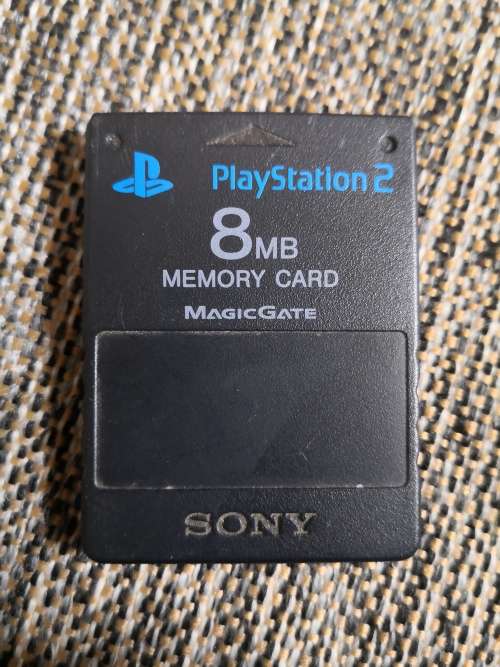 PlayStation 2
8MB
MEMORY CARD
MAGICGATE
SONY